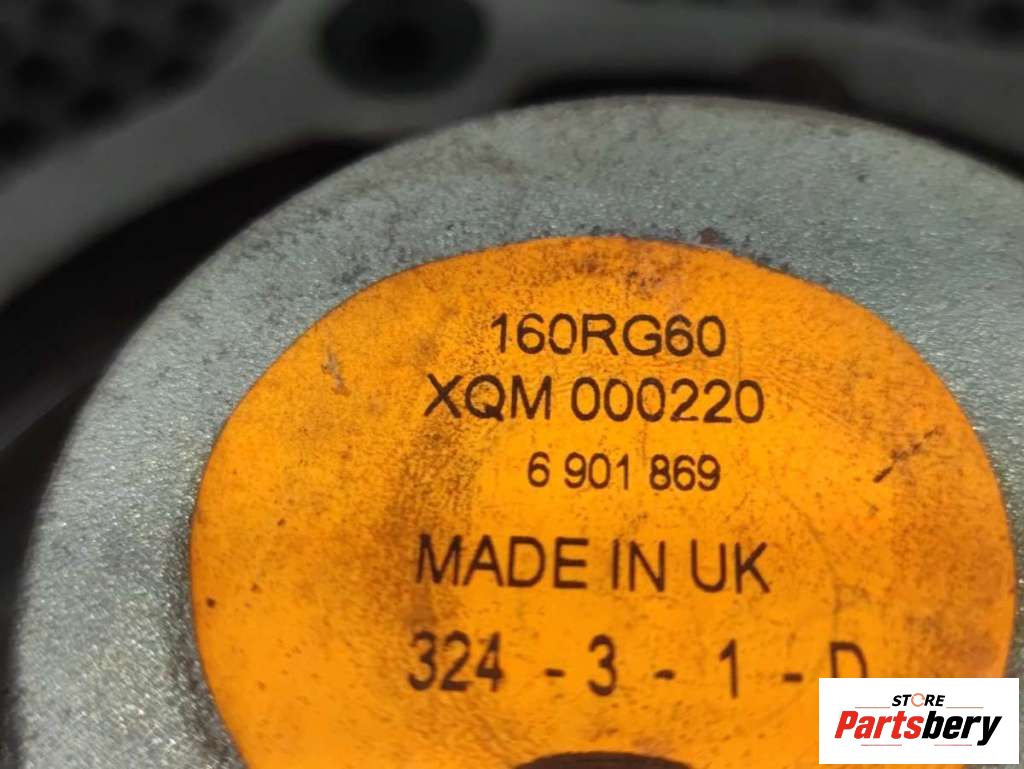 160RG60
XQM 000220
6 901 869
MADE IN UK
324 - 3 - 1 - D
STORE
Partsbery